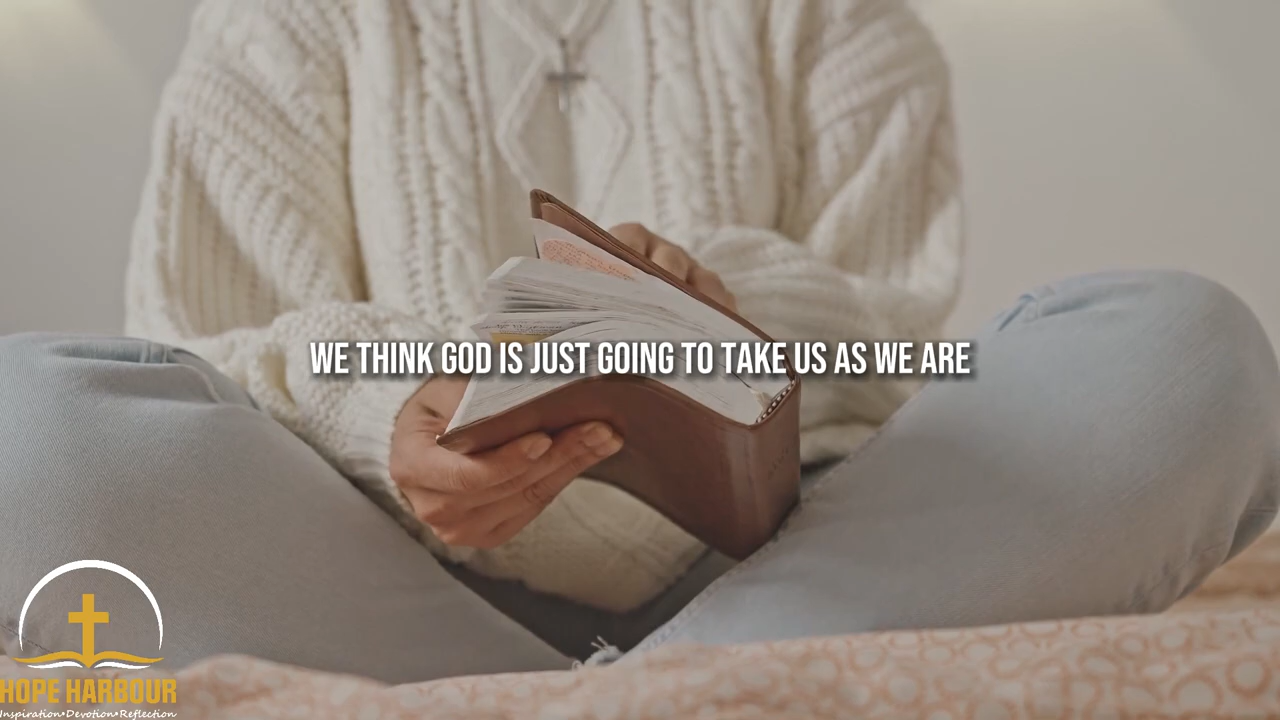 WE THINK GOD IS JUST GOING TO TAKE US AS WE ARE
HOPE HARBOUR
Inspiration•Devotion•Reflection